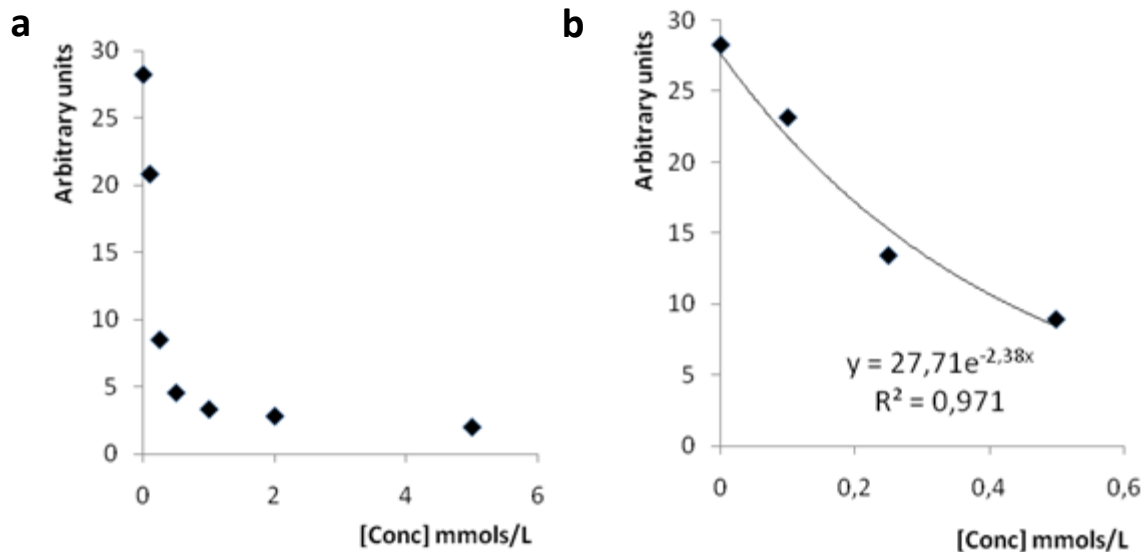 a
Arbitrary units
30
25
20
15
10
5
0
0 2 4 6
[Conc] mmols/L
b
Arbitrary units
30
25
20
15
10
5
0
y = 27,71e^-2,38x
R² = 0,971
0 0,2 0,4 0,6
[Conc] mmols/L